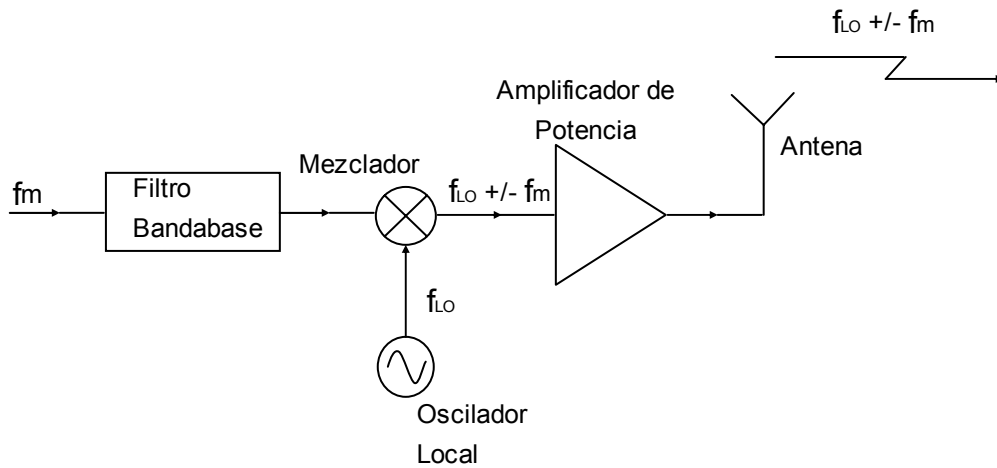 fLO +/- fm
Amplificador de
Potencia
Antena
Mezclador
fm
Filtro
Bandabase
fLO +/- fm
fLO
Oscilador
Local